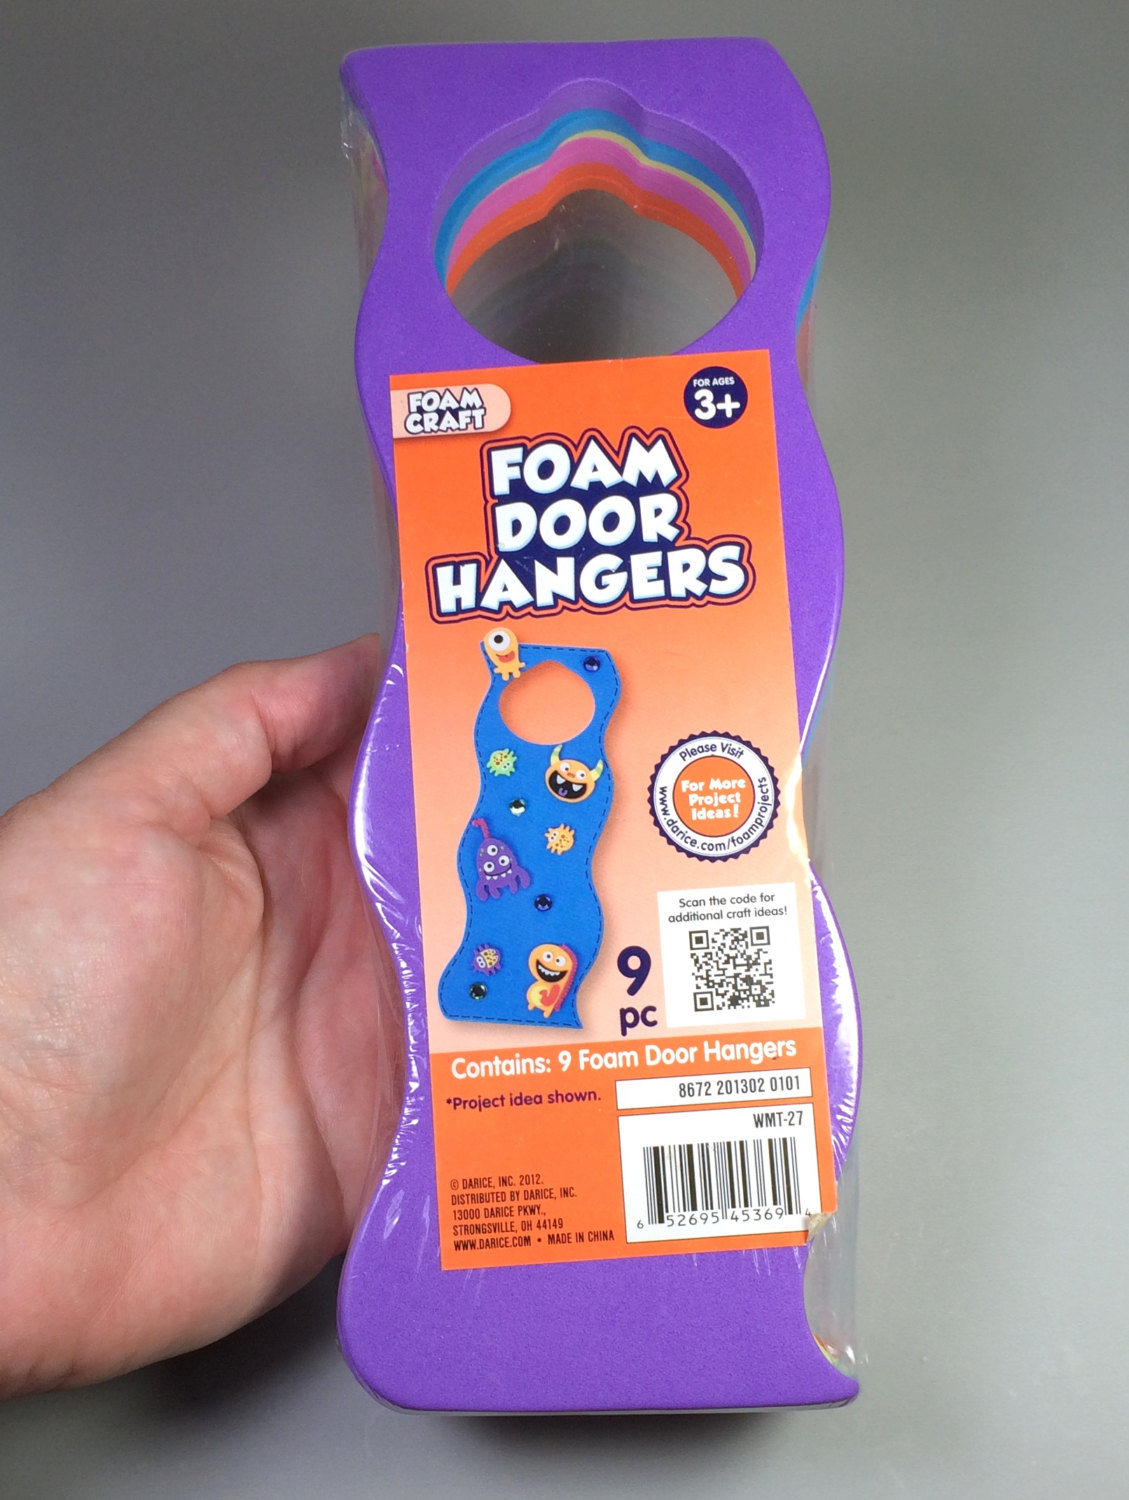 FOAM
CRAFT
FOR AGES
3+
FOAM
DOOR
HANGERS
Please Visit
For More
Project
Ideas!
www.darice.com/foamprojects
Scan the code for
additional craft ideas!
9
pc
Contains: 9 Foam Door Hangers
*Project idea shown.
8672 201302 0101
WMT-27
6 52695 45369 4
© DARICE, INC. 2012.
DISTRIBUTED BY DARICE, INC.
13000 DARICE PKWY.,
STRONGSVILLE, OH 44149
WWW.DARICE.COM • MADE IN CHINA